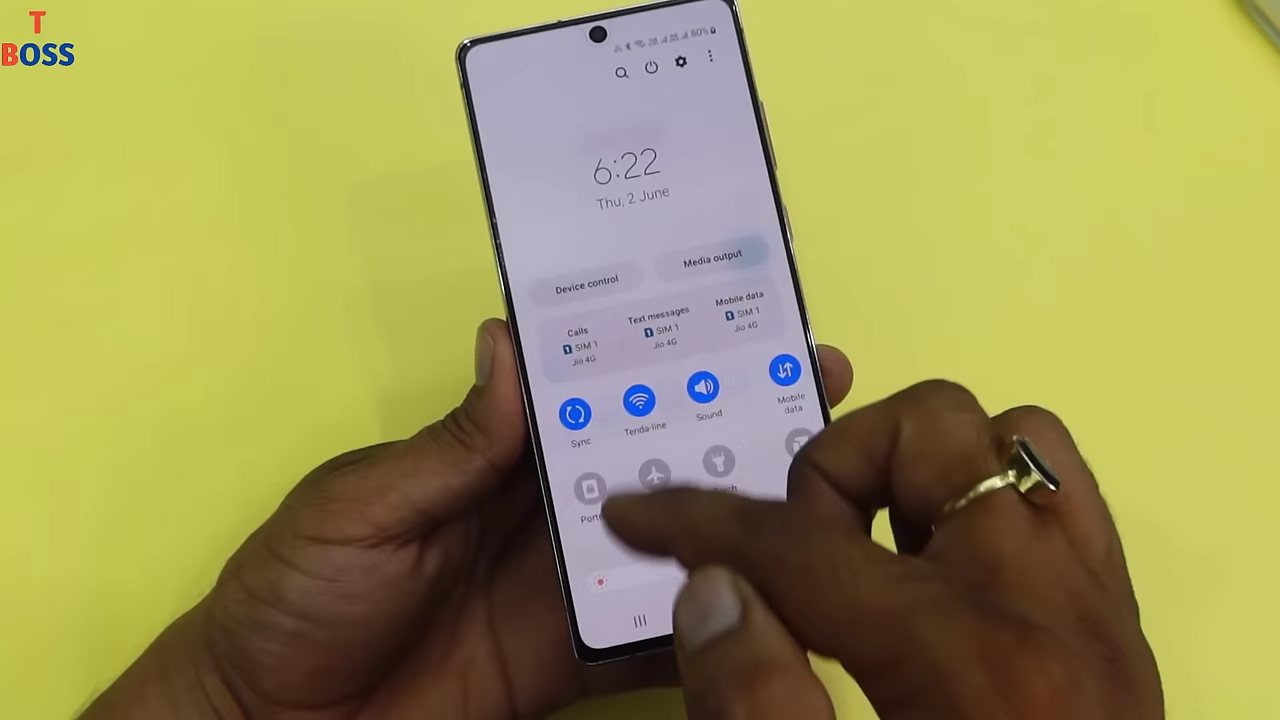 T
BOSS
80%
6:22
Thu, 2 June
Device control
Media output
Calls
SIM 1
Jio 4G
Text messages
SIM 1
Jio 4G
Mobile data
SIM 1
Jio 4G
Sync
Tenda-line
Sound
Mobile
data